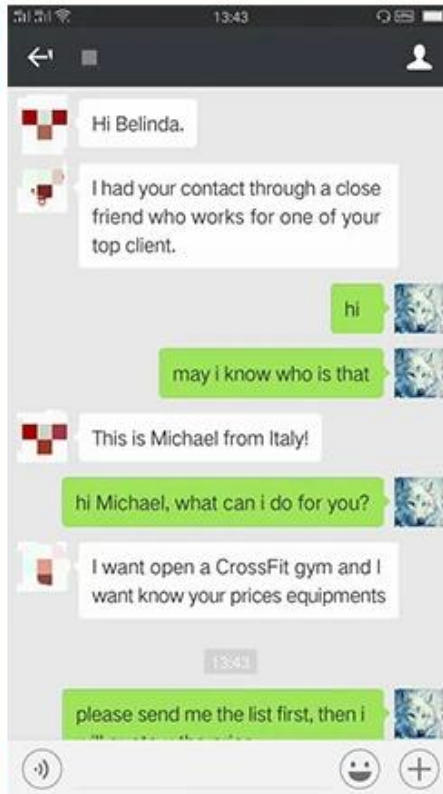 13:43
Hi Belinda.
I had your contact through a close
friend who works for one of your
top client.
hi
may i know who is that
This is Michael from Italy!
hi Michael, what can i do for you?
I want open a CrossFit gym and I
want know your prices equipments
13:43
please send me the list first, then i